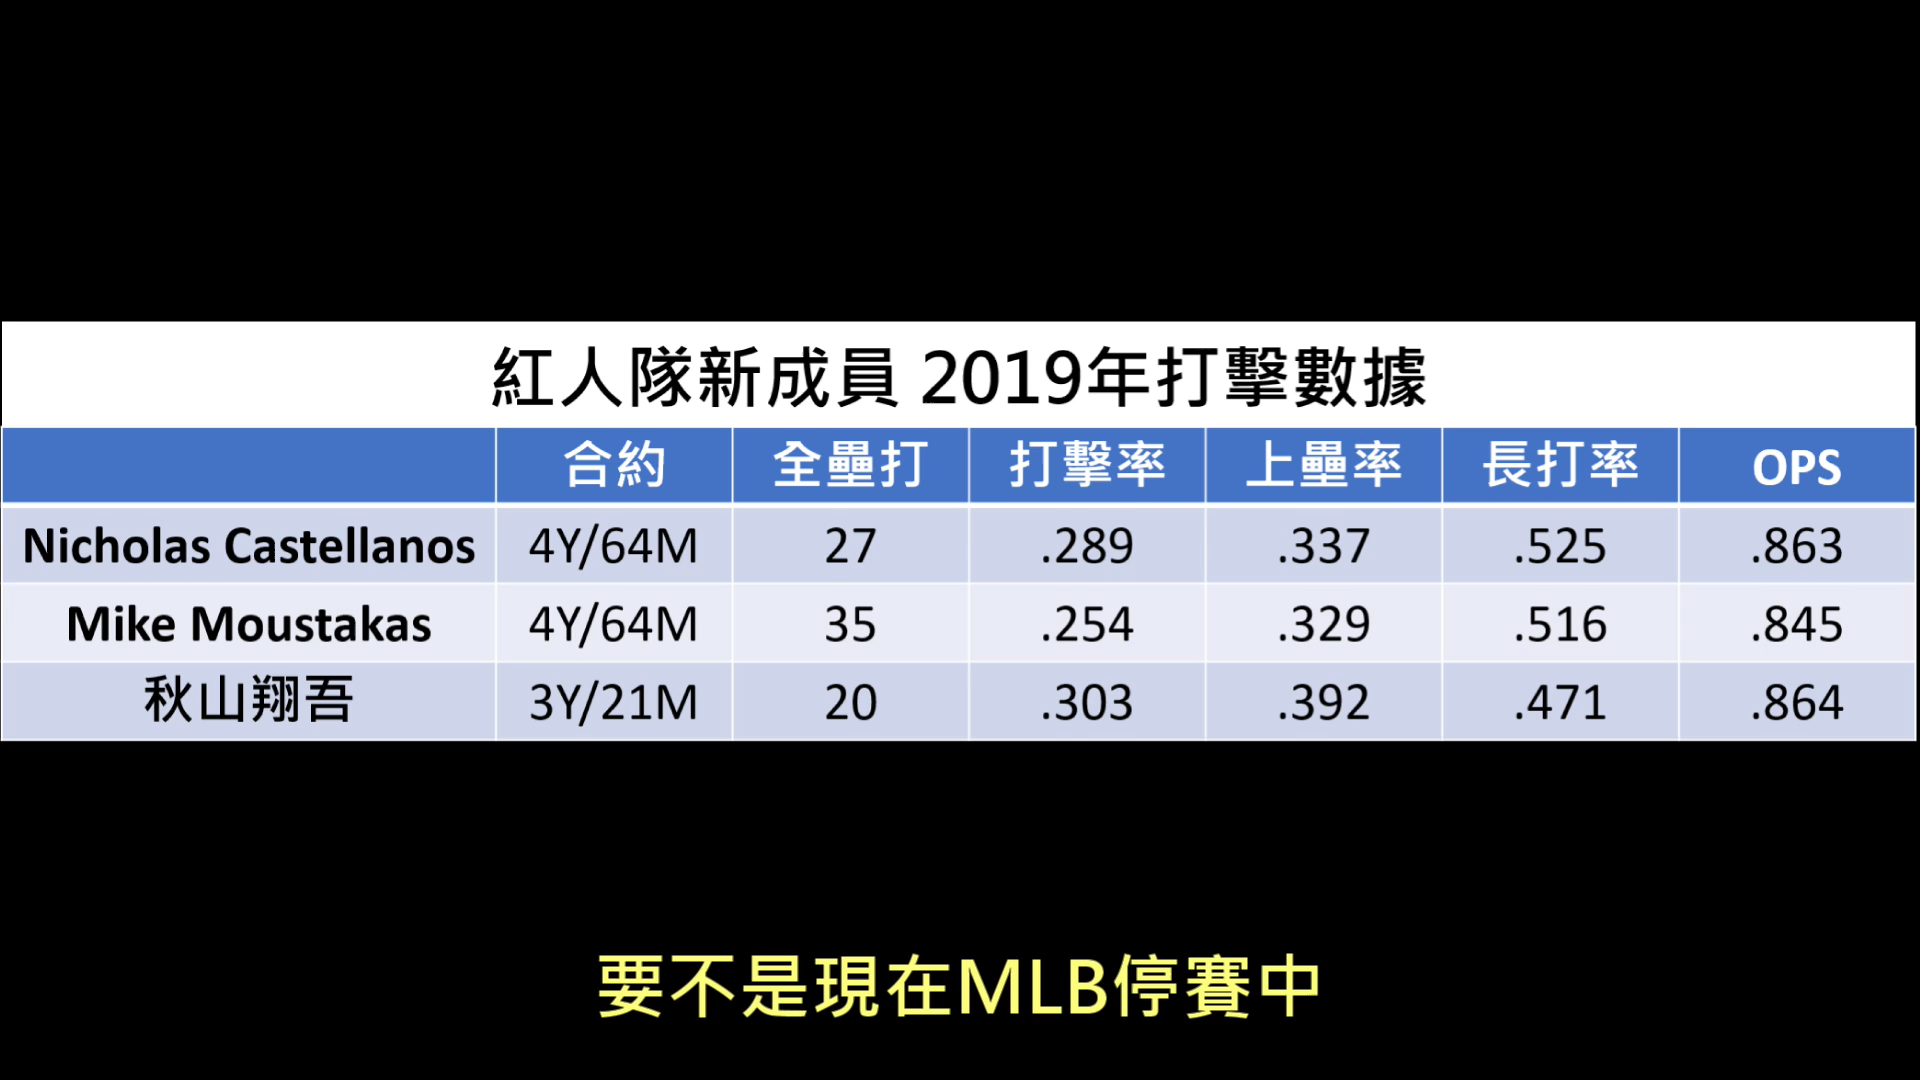 紅人隊新成員 2019年打擊數據
合約 全壘打 打擊率 上壘率 長打率 OPS
Nicholas Castellanos 4Y/64M 27 .289 .337 .525 .863
Mike Moustakas 4Y/64M 35 .254 .329 .516 .845
秋山翔吾 3Y/21M 20 .303 .392 .471 .864
要不是現在MLB停賽中